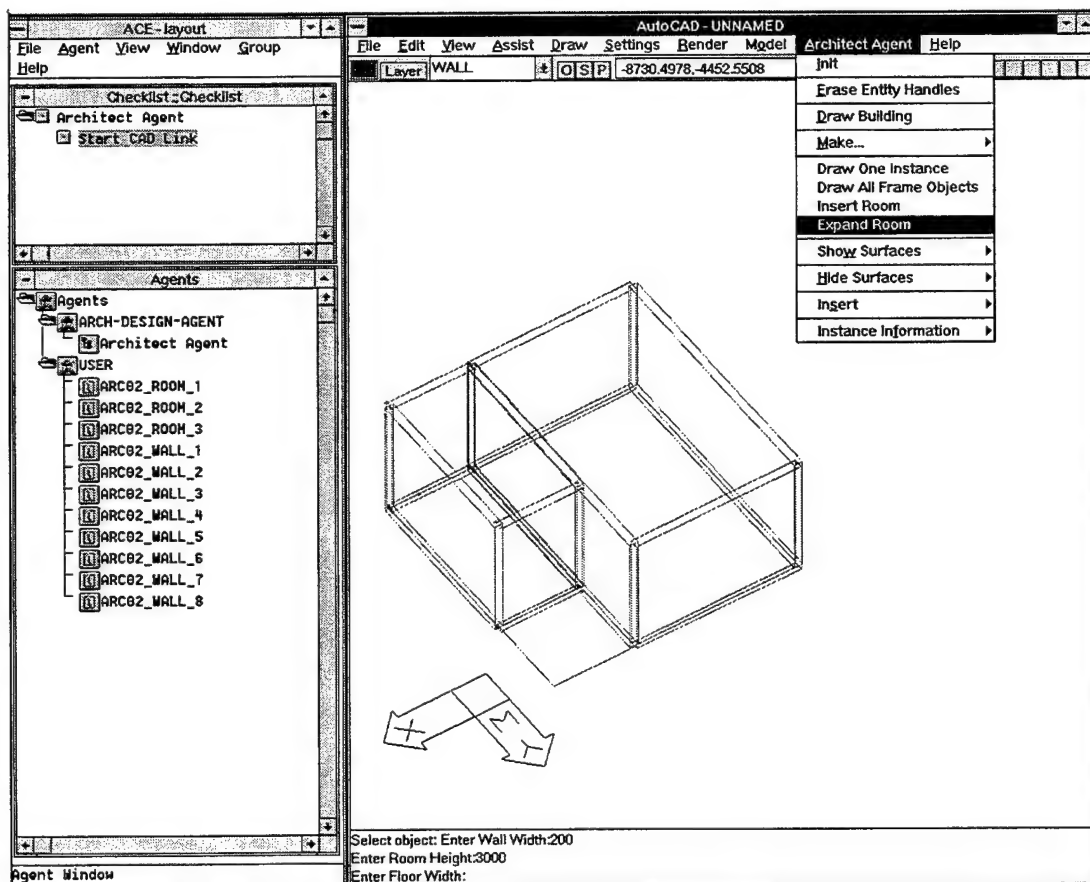 ACE-layout
File Agent View Window Group
Help
Checklist::Checklist
Architect Agent
Start CAD Link
Agents
Agents
ARCH-DESIGN-AGENT
Architect Agent
USER
ARC02_ROOM_1
ARC02_ROOM_2
ARC02_ROOM_3
ARC02_WALL_1
ARC02_WALL_2
ARC02_WALL_3
ARC02_WALL_4
ARC02_WALL_5
ARC02_WALL_6
ARC02_WALL_7
ARC02_WALL_8
Agent Window
AutoCAD - UNNAMED
File Edit View Assist Draw Settings Render Model Architect Agent Help
Layer WALL O S P -8730.4978,-4452.5508
Init
Erase Entity Handles
Draw Building
Make...
Draw One Instance
Draw All Frame Objects
Insert Room
Expand Room
Show Surfaces
Hide Surfaces
Insert
Instance Information
X
Y
Select object: Enter Wall Width:200
Enter Room Height:3000
Enter Floor Width: